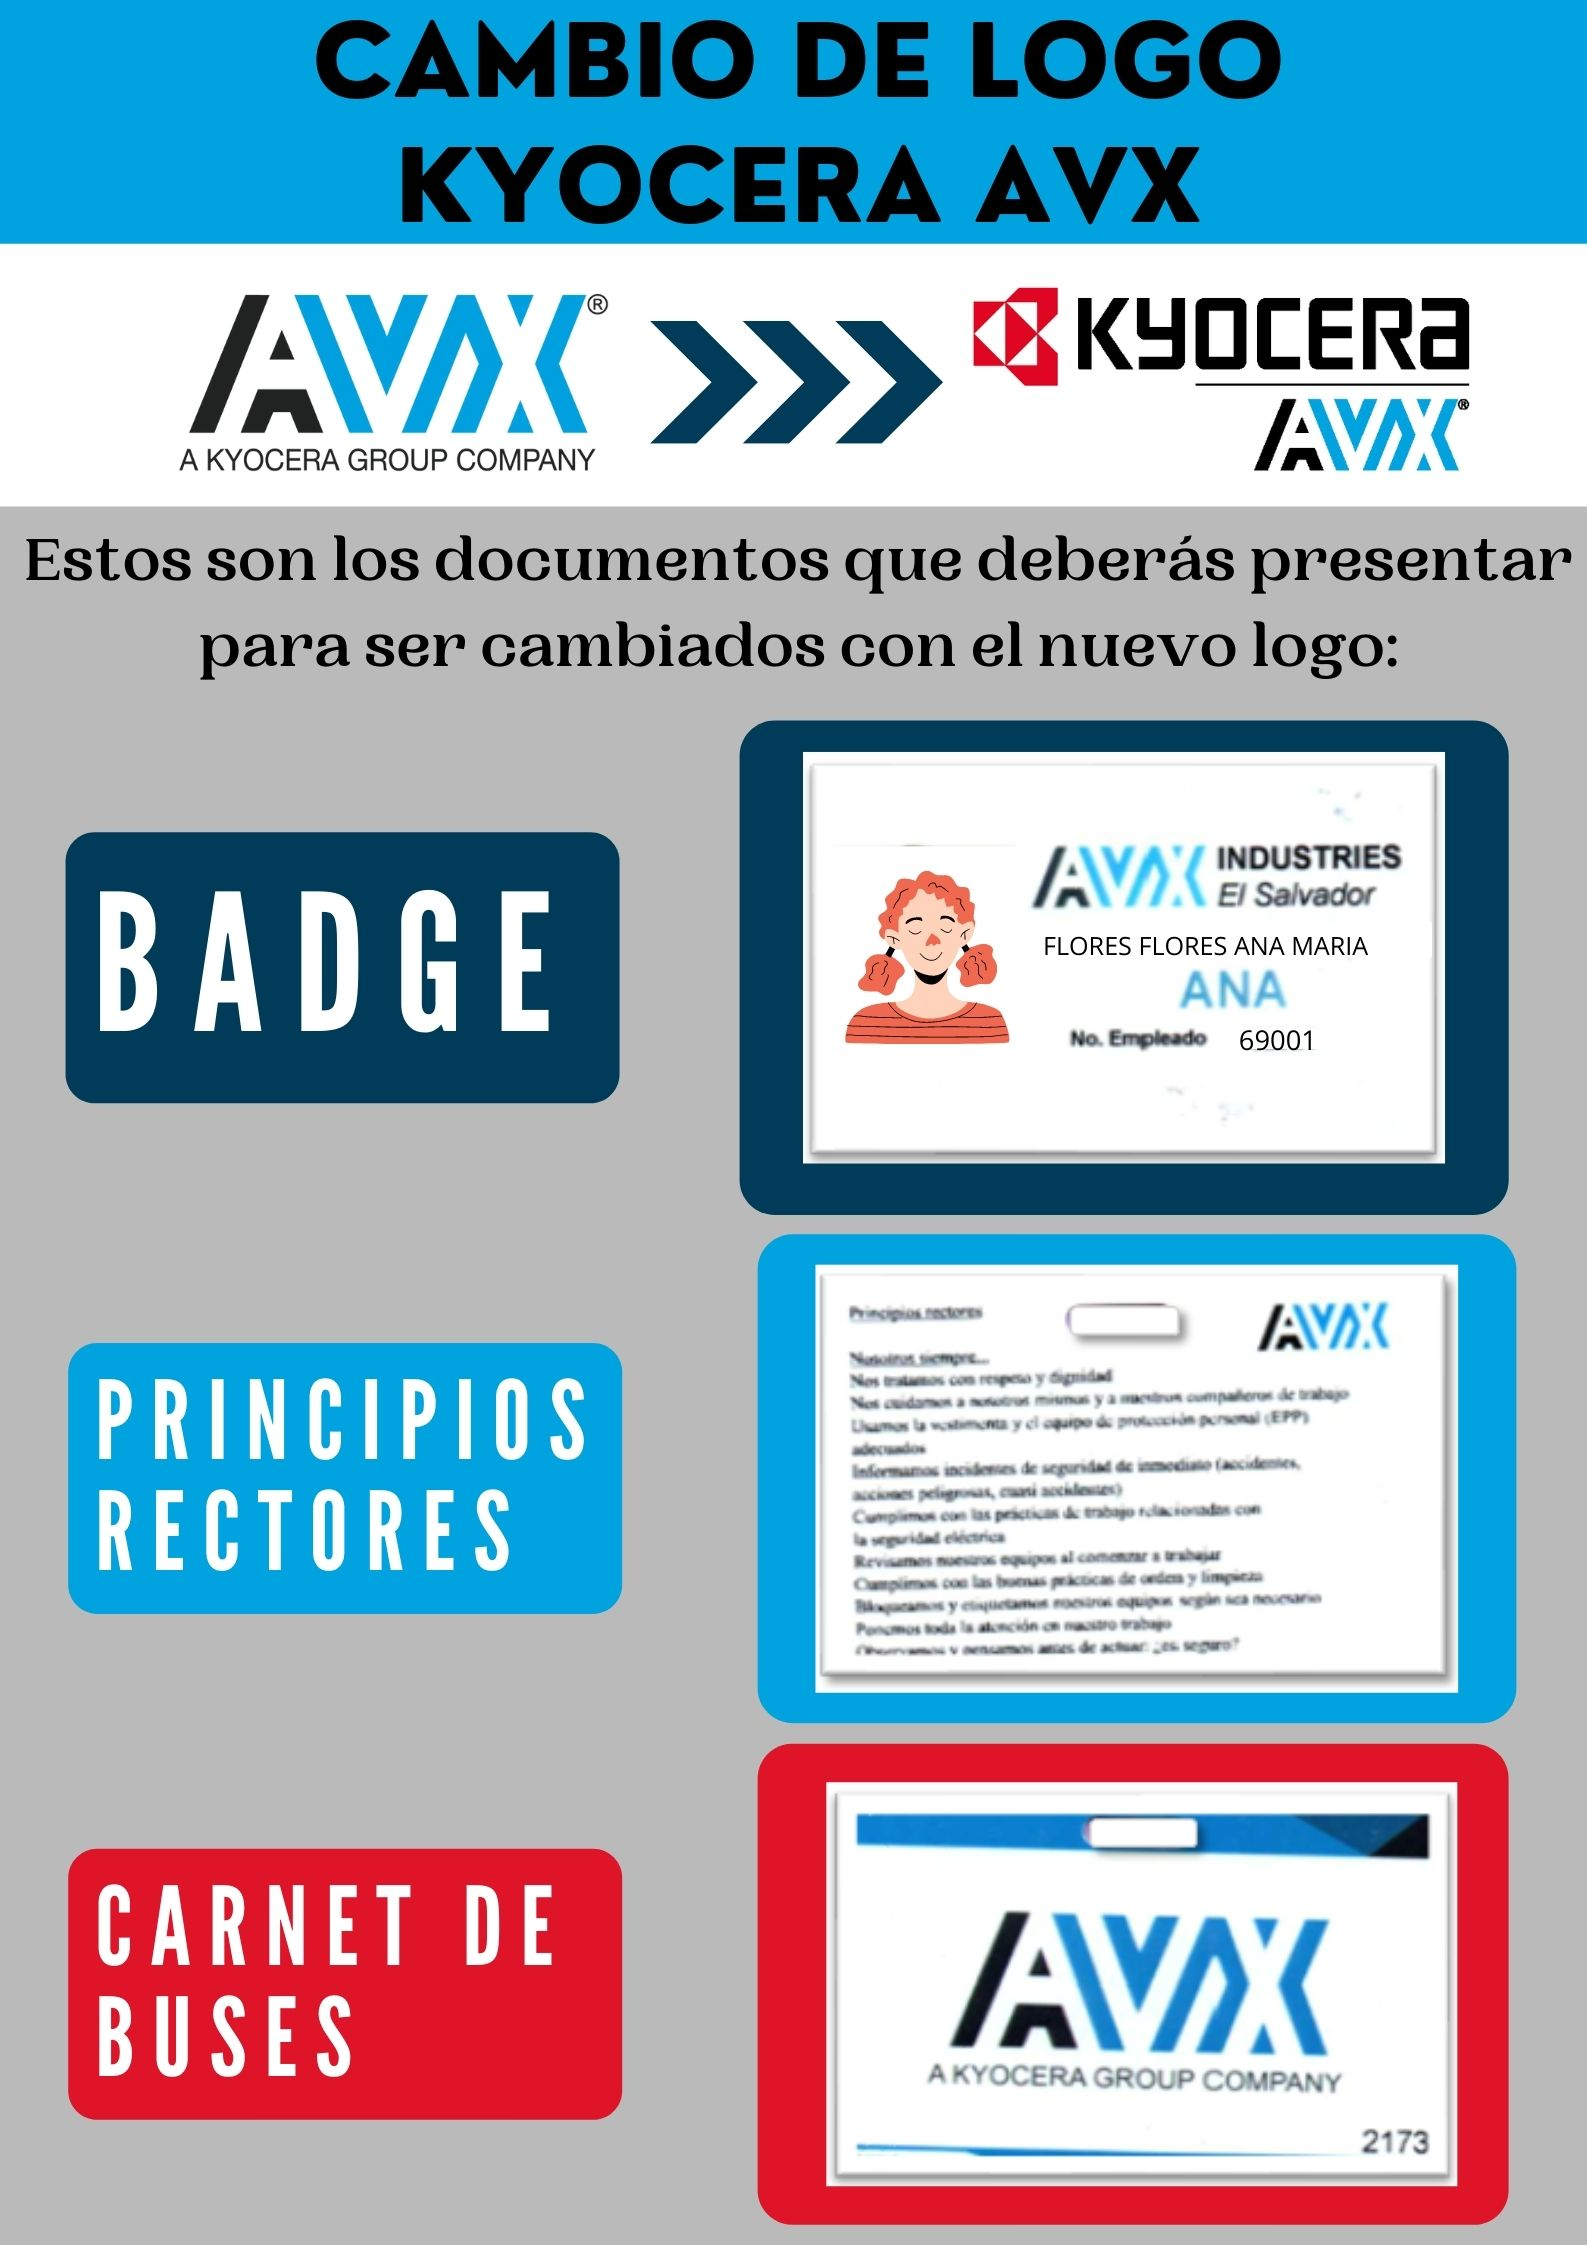 CAMBIO DE LOGO
KYOCERA AVX
AVX®
A KYOCERA GROUP COMPANY
KYOCERA
AVX®
Estos son los documentos que deberás presentar
para ser cambiados con el nuevo logo:
BADGE
AVX INDUSTRIES
El Salvador
FLORES FLORES ANA MARIA
ANA
No. Empleado 69001
PRINCIPIOS
RECTORES
Principios rectores
AVX
Nosotros siempre...
Nos tratamos con respeto y dignidad
Nos cuidamos a nosotros mismos y a nuestros compañeros de trabajo
Usamos la vestimenta y el equipo de protección personal (EPP)
adecuados
Informamos incidentes de seguridad de inmediato (accidentes,
acciones peligrosas, cuasi accidentes)
Cumplimos con las prácticas de trabajo relacionadas con
la seguridad eléctrica
Revisamos nuestros equipos al comenzar a trabajar
Cumplimos con las buenas prácticas de orden y limpieza
Bloqueamos y etiquetamos nuestros equipos según sea necesario
Ponemos toda la atención en nuestro trabajo
Observamos y pensamos antes de actuar: ¿es seguro?
CARNET DE
BUSES
AVX
A KYOCERA GROUP COMPANY
2173